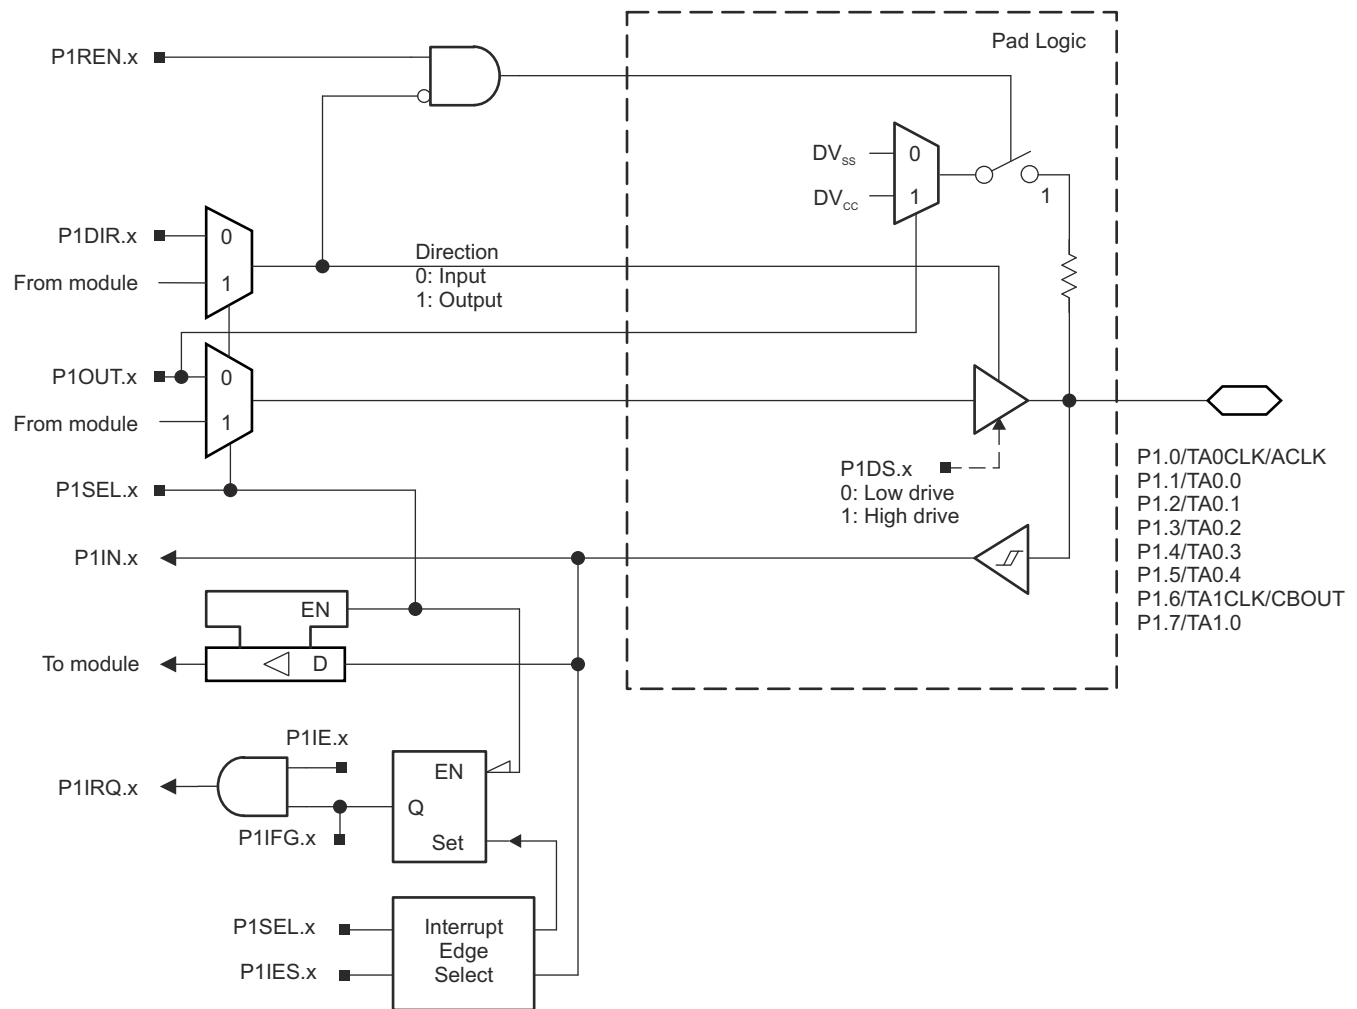 Pad Logic
P1REN.x
DVSS
0
DVCC
1
1
P1DIR.x
0
From module
1
Direction
0: Input
1: Output
P1OUT.x
0
From module
1
P1SEL.x
P1DS.x
0: Low drive
1: High drive
P1.0/TA0CLK/ACLK
P1.1/TA0.0
P1.2/TA0.1
P1.3/TA0.2
P1.4/TA0.3
P1.5/TA0.4
P1.6/TA1CLK/CBOUT
P1.7/TA1.0
P1IN.x
EN
To module
D
P1IE.x
P1IRQ.x
EN
Q
P1IFG.x
Set
P1SEL.x
P1IES.x
Interrupt
Edge
Select